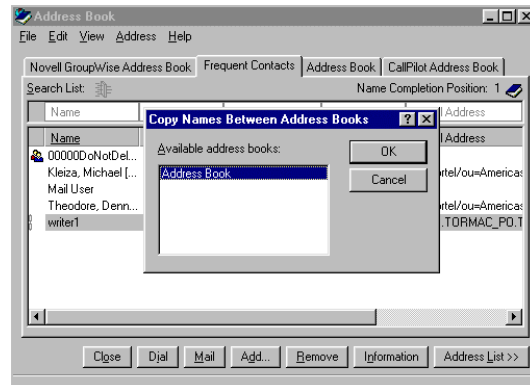 Address Book
File Edit View Address Help
Novell GroupWise Address Book Frequent Contacts Address Book CallPilot Address Book
Search List: Name Completion Position: 1
Name Address
Copy Names Between Address Books
Name Address
Available address books:
OK
00000DoNotDel...
Address Book
Cancel
Kleiza, Michael [... rtel/ou=Americas
Mail User
Theodore, Denn... rtel/ou=Americas
writer1 .TORMAC_PO.T
Close Dial Mail Add... Remove Information Address List >>